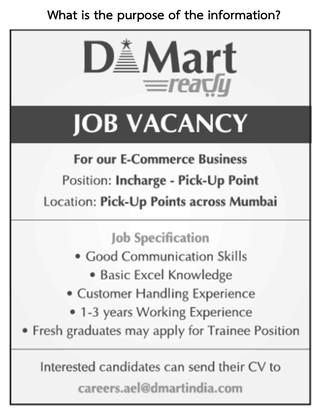 What is the purpose of the information?
D Mart
ready
JOB VACANCY
For our E-Commerce Business
Position: Incharge - Pick-Up Point
Location: Pick-Up Points across Mumbai
Job Specification
• Good Communication Skills
• Basic Excel Knowledge
• Customer Handling Experience
• 1-3 years Working Experience
• Fresh graduates may apply for Trainee Position
Interested candidates can send their CV to
careers.ael@dmartindia.com